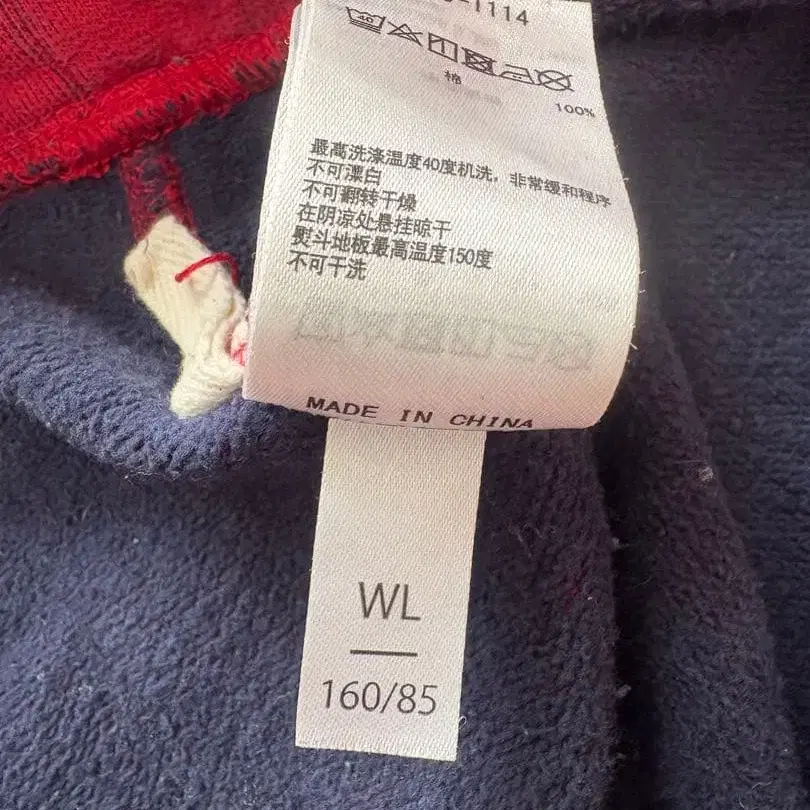 -1114
40
棉
100%
最高洗涤温度40度机洗，非常缓和程序
不可漂白
不可翻转干燥
在阴凉处悬挂晾干
熨斗地板最高温度150度
不可干洗
MADE IN CHINA
WL
160/85